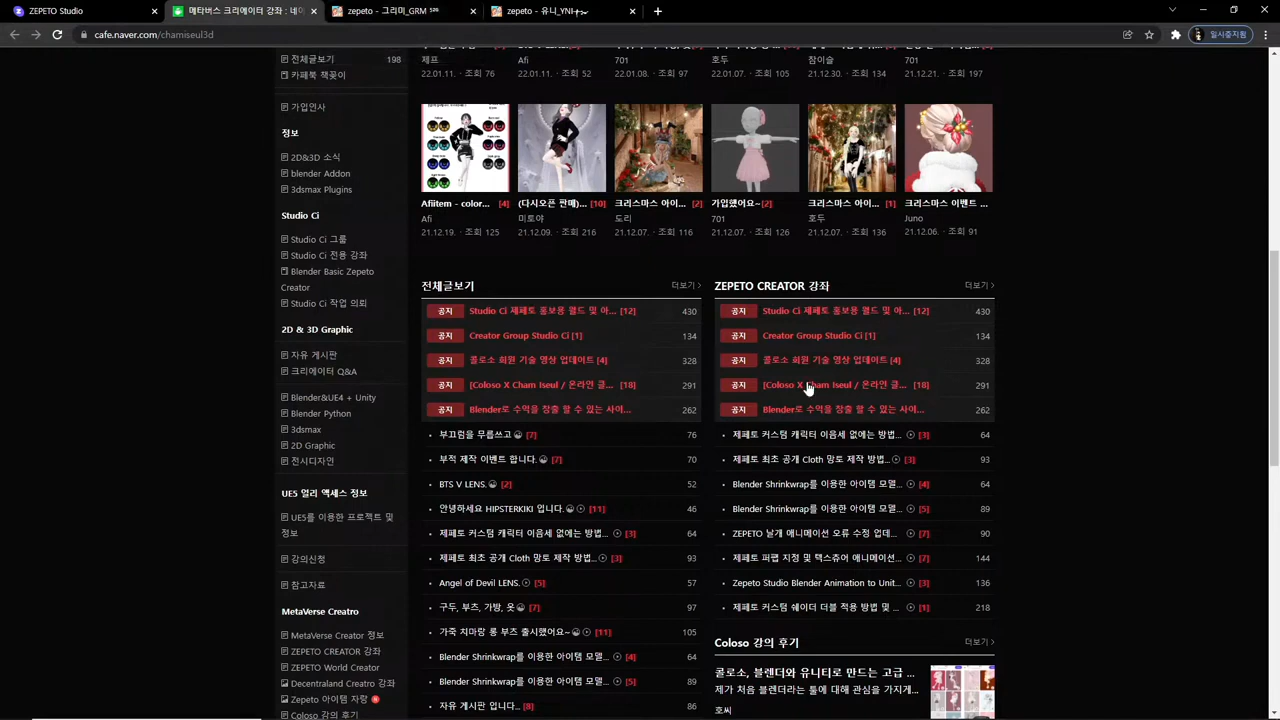 ZEPETO Studio
메타버스 크리에이터 강좌 : 네이
zepeto - 그리미_GRM
zepeto - 유니_YNI
cafe.naver.com/chamiseul3d
일시중지됨
전체글보기 198
카페북 책꽂이
가입인사
정보
2D&3D 소식
blender Addon
3dsmax Plugins
Studio Ci
Studio Ci 그룹
Studio Ci 전용 강좌
Blender Basic Zepeto
Creator
Studio Ci 작업 의뢰
2D & 3D Graphic
자유 게시판
크리에이터 Q&A
Blender&UE4 + Unity
Blender Python
3dsmax
2D Graphic
전시디자인
UE5 얼리 액세스 정보
UE5를 이용한 프로젝트 및
정보
강의신청
참고자료
MetaVerse Creatro
MetaVerse Creator 정보
ZEPETO CREATOR 강좌
ZEPETO World Creator
Decentraland Creatro 강좌
Zepeto 아이템 자랑
Coloso 강의 후기
제프
22.01.11. · 조회 76
Afi
22.01.11. · 조회 52
701
22.01.08. · 조회 97
호두
22.01.07. · 조회 105
참이슬
21.12.30. · 조회 134
701
21.12.21. · 조회 197
Afiitem - color... [4]
Afi
21.12.19. · 조회 125
(다시오픈 판매)... [10]
미토야
21.12.09. · 조회 216
크리스마스 아이... [2]
도리
21.12.07. · 조회 116
가입했어요~ [2]
701
21.12.07. · 조회 126
크리스마스 아이... [1]
호두
21.12.07. · 조회 136
크리스마스 이벤트 ...
Juno
21.12.06. · 조회 91
전체글보기 더보기 >
공지 Studio Ci 제페토 홍보용 월드 및 아... [12] 430
공지 Creator Group Studio Ci [1] 134
공지 콜로소 회원 기술 영상 업데이트 [4] 328
공지 [Coloso X Cham Iseul / 온라인 클... [18] 291
공지 Blender로 수익을 창출 할 수 있는 사이... 262
· 부끄럼을 무릅쓰고 [7] 76
· 부적 제작 이벤트 합니다. [7] 70
· BTS V LENS. [2] 52
· 안녕하세요 HIPSTERKIKI 입니다. [11] 46
· 제페토 커스텀 캐릭터 이음세 없에는 방법... [3] 64
· 제페토 최초 공개 Cloth 망토 제작 방법... [3] 93
· Angel of Devil LENS. [5] 57
· 구두, 부츠, 가방, 옷 [7] 97
· 가죽 치마랑 롱 부츠 출시했어요~ [11] 105
· Blender Shrinkwrap를 이용한 아이템 모델... [4] 64
· Blender Shrinkwrap를 이용한 아이템 모델... [5] 89
· 자유 게시판 입니다... [8] 86
ZEPETO CREATOR 강좌 더보기 >
공지 Studio Ci 제페토 홍보용 월드 및 아... [12] 430
공지 Creator Group Studio Ci [1] 134
공지 콜로소 회원 기술 영상 업데이트 [4] 328
공지 [Coloso X Cham Iseul / 온라인 클... [18] 291
공지 Blender로 수익을 창출 할 수 있는 사이... 262
· 제페토 커스텀 캐릭터 이음세 없에는 방법... [3] 64
· 제페토 최초 공개 Cloth 망토 제작 방법... [3] 93
· Blender Shrinkwrap를 이용한 아이템 모델... [4] 64
· Blender Shrinkwrap를 이용한 아이템 모델... [5] 89
· ZEPETO 날개 애니메이션 오류 수정 업데... [7] 90
· 제페토 퍼팹 지정 및 텍스츄어 애니메이션... [7] 144
· Zepeto Studio Blender Animation to Unit... [3] 136
· 제페토 커스텀 쉐이더 더블 적용 방법 및 ... [1] 218
Coloso 강의 후기 더보기 >
콜로소, 블렌더와 유니티로 만드는 고급 ...
제가 처음 블렌더라는 툴에 대해 관심을 가지게...
호씨